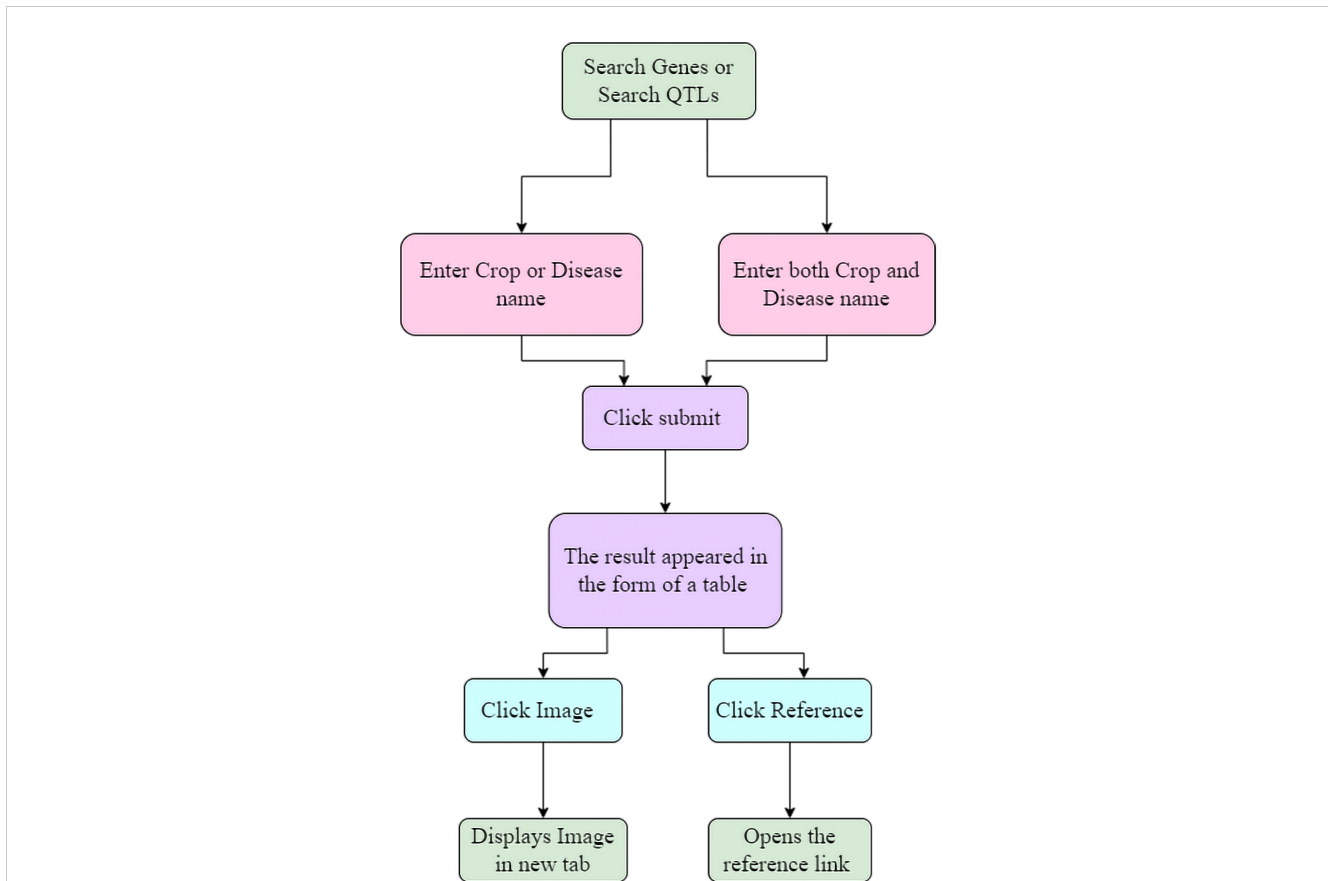 Search Genes or
Search QTLs
Enter Crop or Disease
name
Enter both Crop and
Disease name
Click submit
The result appeared in
the form of a table
Click Image
Click Reference
Displays Image
in new tab
Opens the
reference link